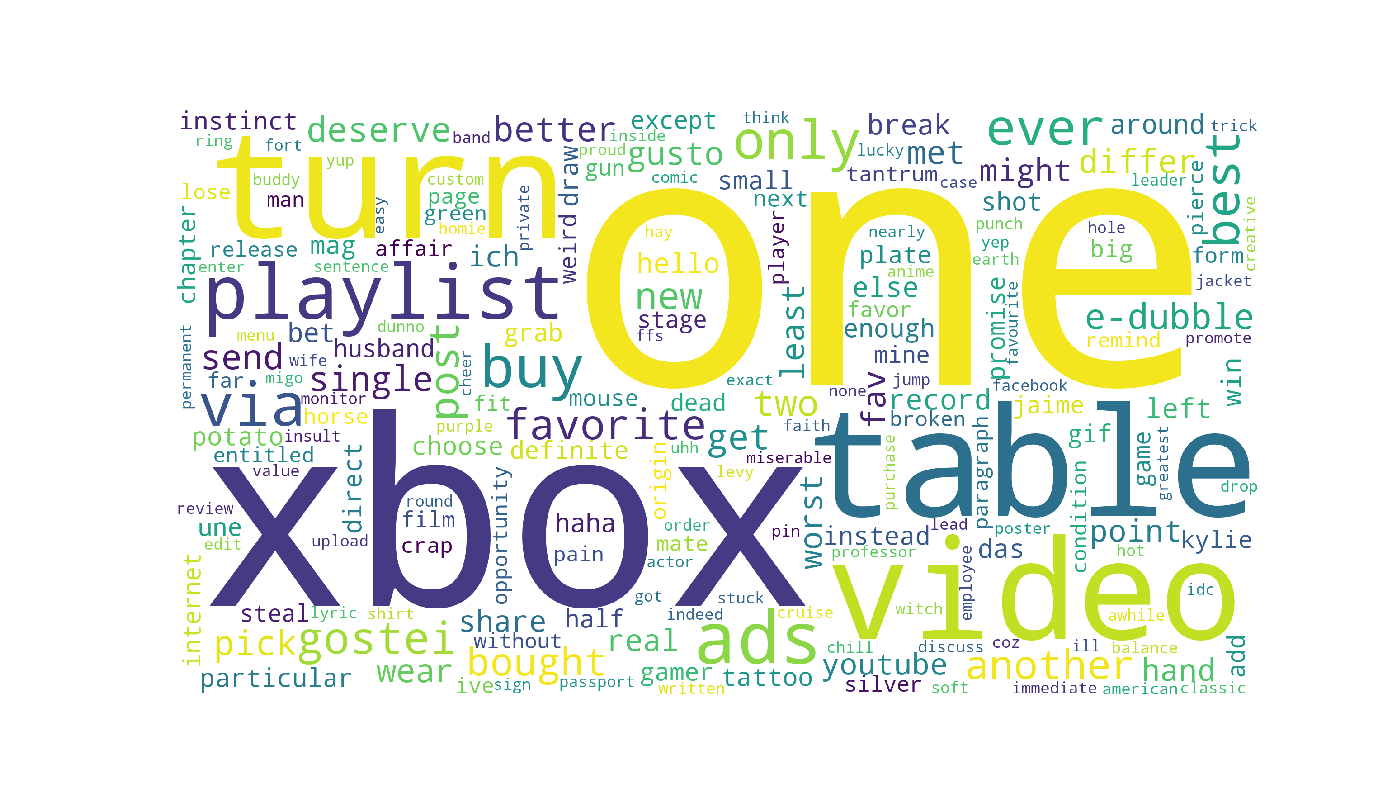 instinct
ring
fort
deserve
band
better
inside
except
think
only
break
ever
around
trick
turn
yup
buddy
man
lose
custom
page
green
homie
easy
private
draw
weird
proud
gun
gusto
comic
small
next
lucky
met
tantrum
case
might
differ
leader
pierce
best
creative
shot
punch
yep
earth
hole
big
form
jacket
one
hay
hello
new
stage
ffs
player
nearly
plate
anime
else
favor
enough
mine
jump
least
promise
favourite
e-dubble
remind
promote
chapter
release
mag
affair
ich
enter
sentence
playlist
menu
bet
dunno
post
cheer
grab
permanent
send
wife
husband
far
migo
single
buy
exact
none
fav
facebook
win
via
monitor
horse
fit
mouse
dead
two
record
jaime
left
potato
insult
purple
favorite
get
faith
broken
gif
game
greatest
entitled
value
choose
definite
uhh
miserable
levy
origin
table
purchase
paragraph
condition
drop
xbox
direct
round
film
crap
opportunity
haha
pain
order
mate
actor
pin
worst
instead
lead
poster
point
kylie
review
une
edit
upload
professor
employee
das
hot
video
idc
internet
steal
lyric
shirt
share
half
got
indeed
stuck
cruise
witch
awhile
pick
gostei
without
real
ads
chill
discuss
coz
ill
balance
add
particular
wear
bought
ive
sign
passport
gamer
written
tattoo
youtube
silver
soft
another
immediate
hand
american
classic